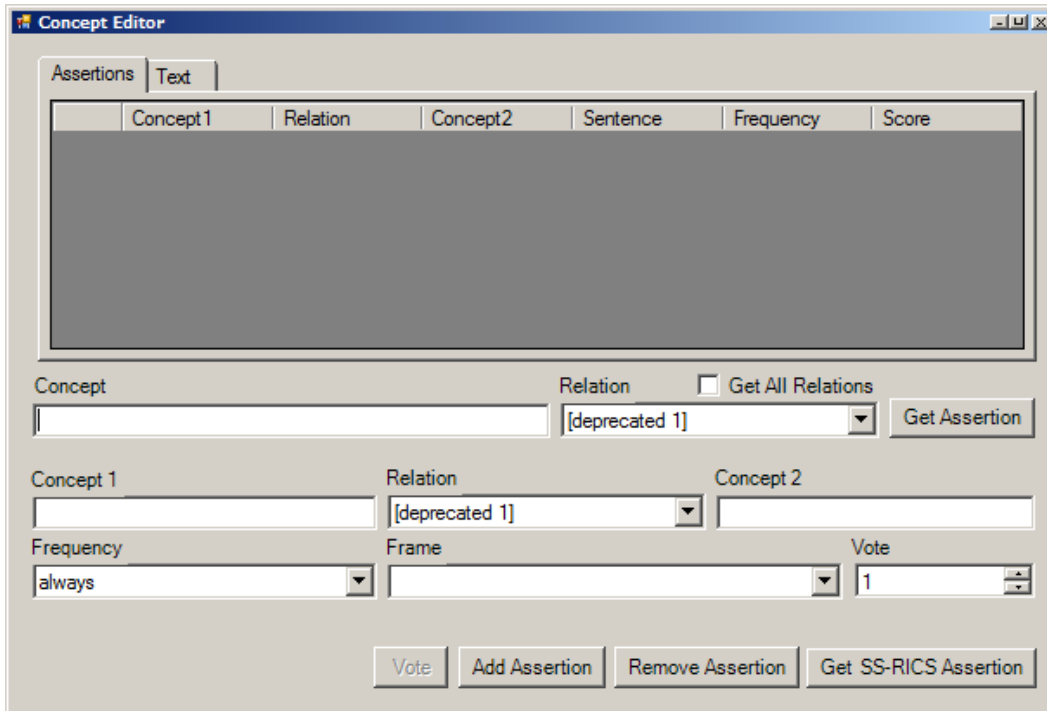 Concept Editor
Assertions Text
Concept1 Relation Concept2 Sentence Frequency Score
Concept Relation Get All Relations
[deprecated 1] Get Assertion
Concept 1 Relation Concept 2
[deprecated 1]
Frequency Frame Vote
always 1
Vote Add Assertion Remove Assertion Get SS-RICS Assertion